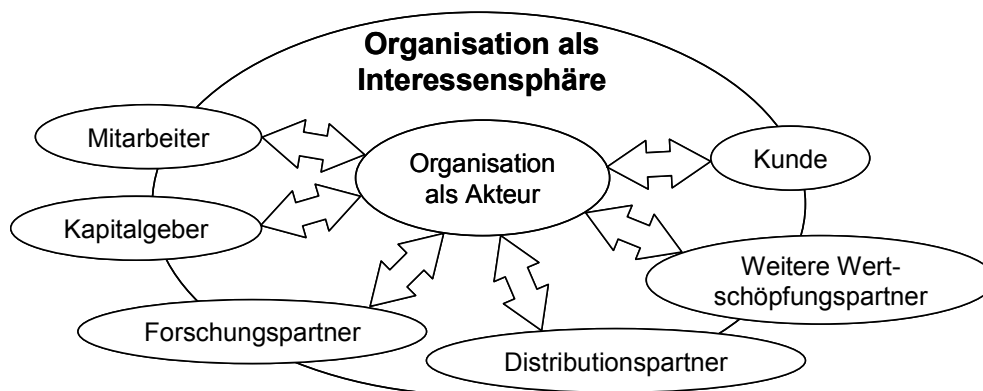 Organisation als
Interessensphäre
Mitarbeiter
Organisation
als Akteur
Kunde
Kapitalgeber
Weitere Wert-
schöpfungspartner
Forschungspartner
Distributionspartner